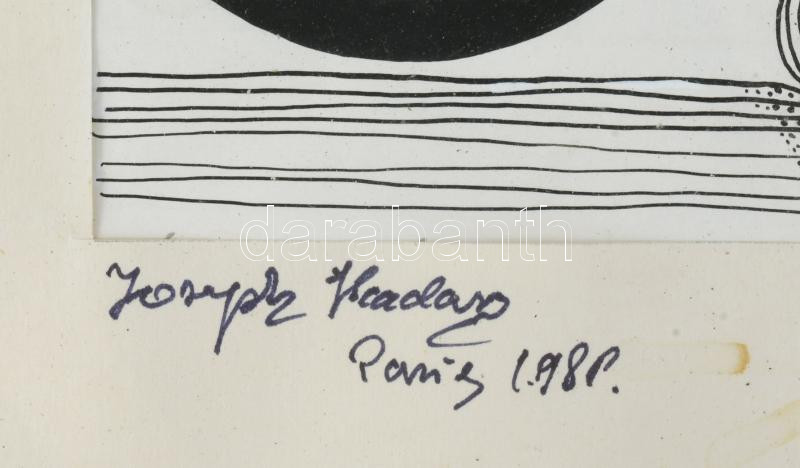 darabanth
Joseph Kadar
Paris 1981.